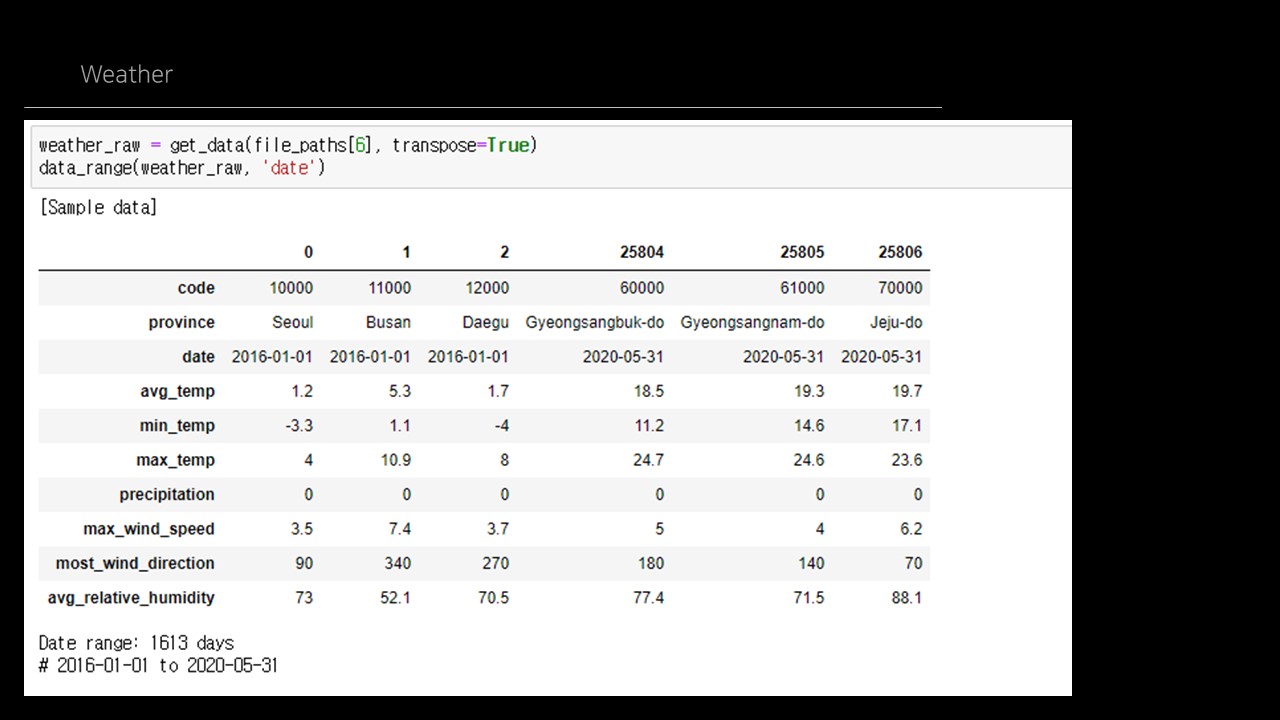 Weather
weather_raw = get_data(file_paths[6], transpose=True)
data_range(weather_raw, 'date')
[Sample data]
0 1 2 25804 25805 25806
code 10000 11000 12000 60000 61000 70000
province Seoul Busan Daegu Gyeongsangbuk-do Gyeongsangnam-do Jeju-do
date 2016-01-01 2016-01-01 2016-01-01 2020-05-31 2020-05-31 2020-05-31
avg_temp 1.2 5.3 1.7 18.5 19.3 19.7
min_temp -3.3 1.1 -4 11.2 14.6 17.1
max_temp 4 10.9 8 24.7 24.6 23.6
precipitation 0 0 0 0 0 0
max_wind_speed 3.5 7.4 3.7 5 4 6.2
most_wind_direction 90 340 270 180 140 70
avg_relative_humidity 73 52.1 70.5 77.4 71.5 88.1
Date range: 1613 days
# 2016-01-01 to 2020-05-31